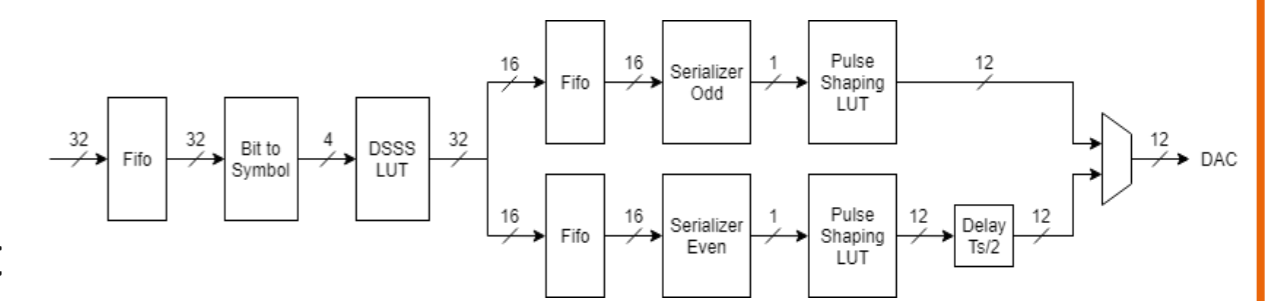 32
Fifo
32
Bit to
Symbol
4
DSSS
LUT
32
16
Fifo
16
Serializer
Odd
1
Pulse
Shaping
LUT
12
16
Fifo
16
Serializer
Even
1
Pulse
Shaping
LUT
12
Delay
Ts/2
12
12
DAC